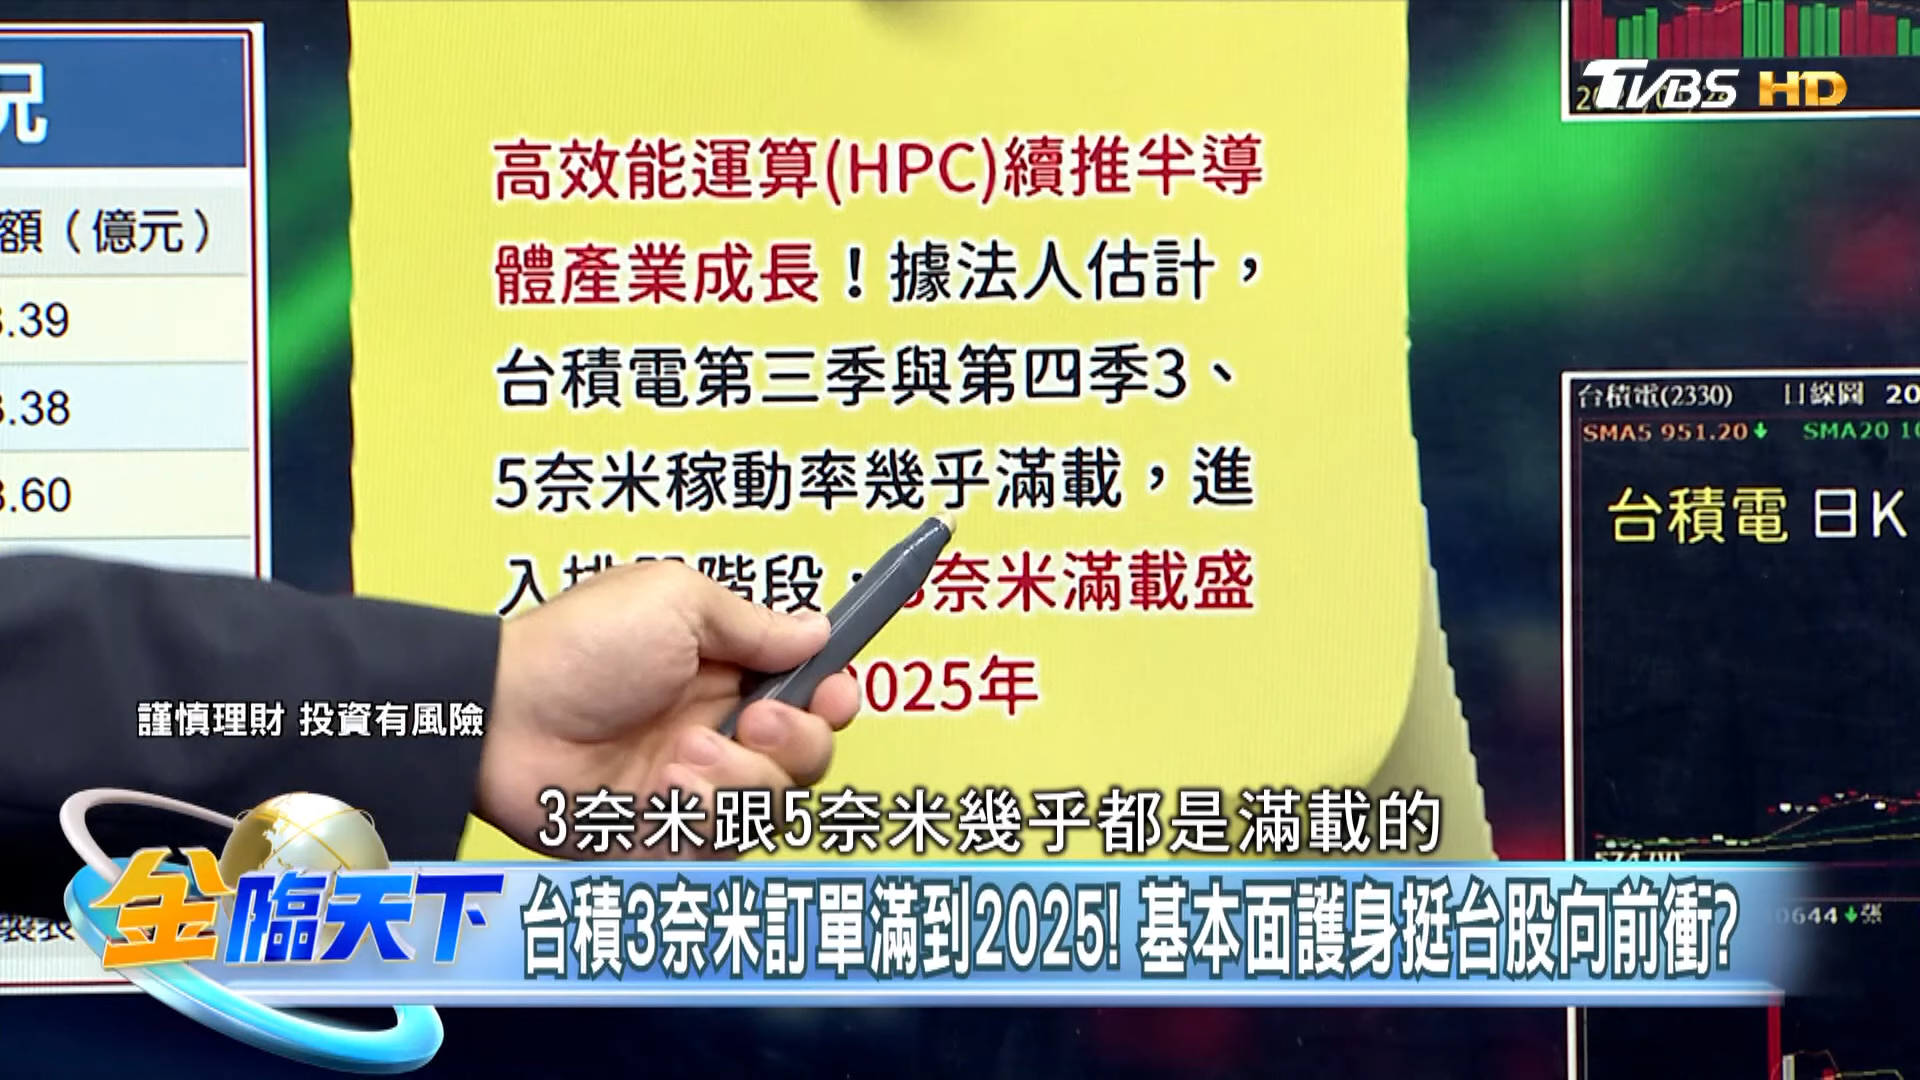 況
額（億元）
.39
.38
.60
高效能運算(HPC)續推半導
體產業成長！據法人估計，
台積電第三季與第四季3、
5奈米稼動率幾乎滿載，進
入 階段， 奈米滿載盛
2025年
TVBS HD
台積電(2330) 日線圖 20
SMA5 951.20↓ SMA20 10
台積電 日K
謹慎理財 投資有風險
3奈米跟5奈米幾乎都是滿載的
金臨天下
台積3奈米訂單滿到2025! 基本面護身挺台股向前衝?
0644↓張